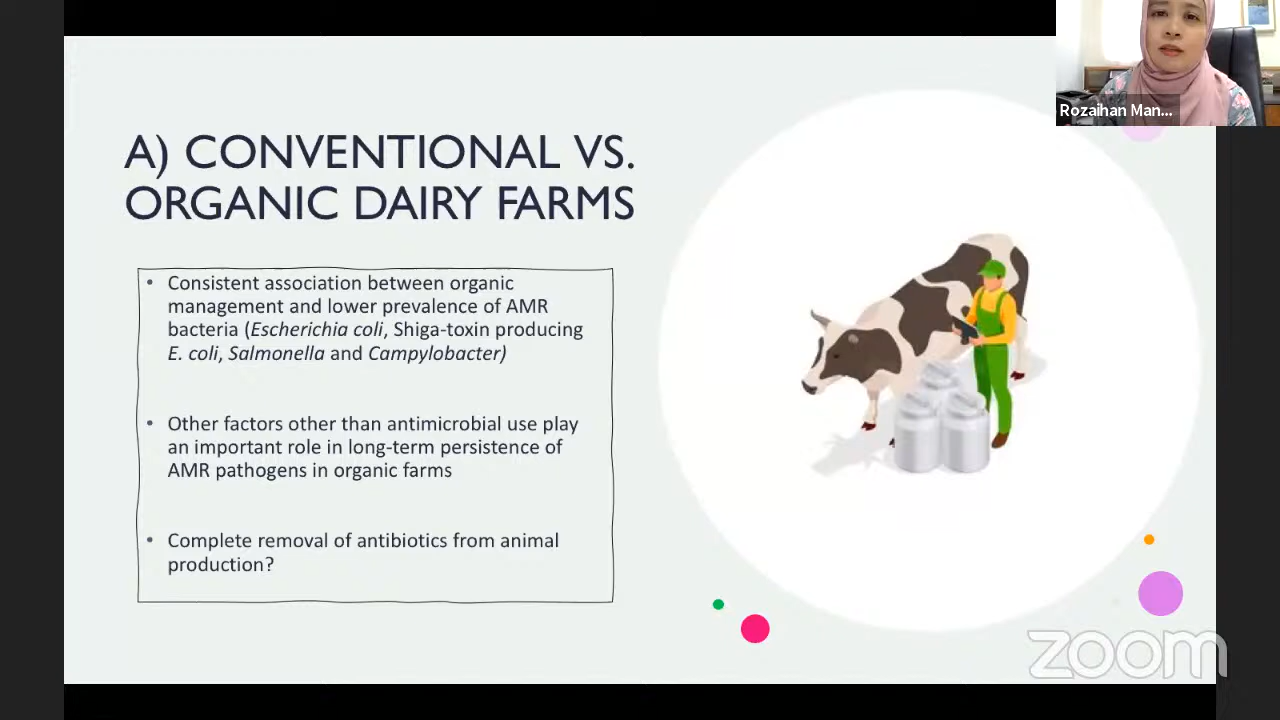 Rozaihan Man...
A) CONVENTIONAL VS.
ORGANIC DAIRY FARMS
• Consistent association between organic
management and lower prevalence of AMR
bacteria (Escherichia coli, Shiga-toxin producing
E. coli, Salmonella and Campylobacter)
• Other factors other than antimicrobial use play
an important role in long-term persistence of
AMR pathogens in organic farms
• Complete removal of antibiotics from animal
production?
zoom